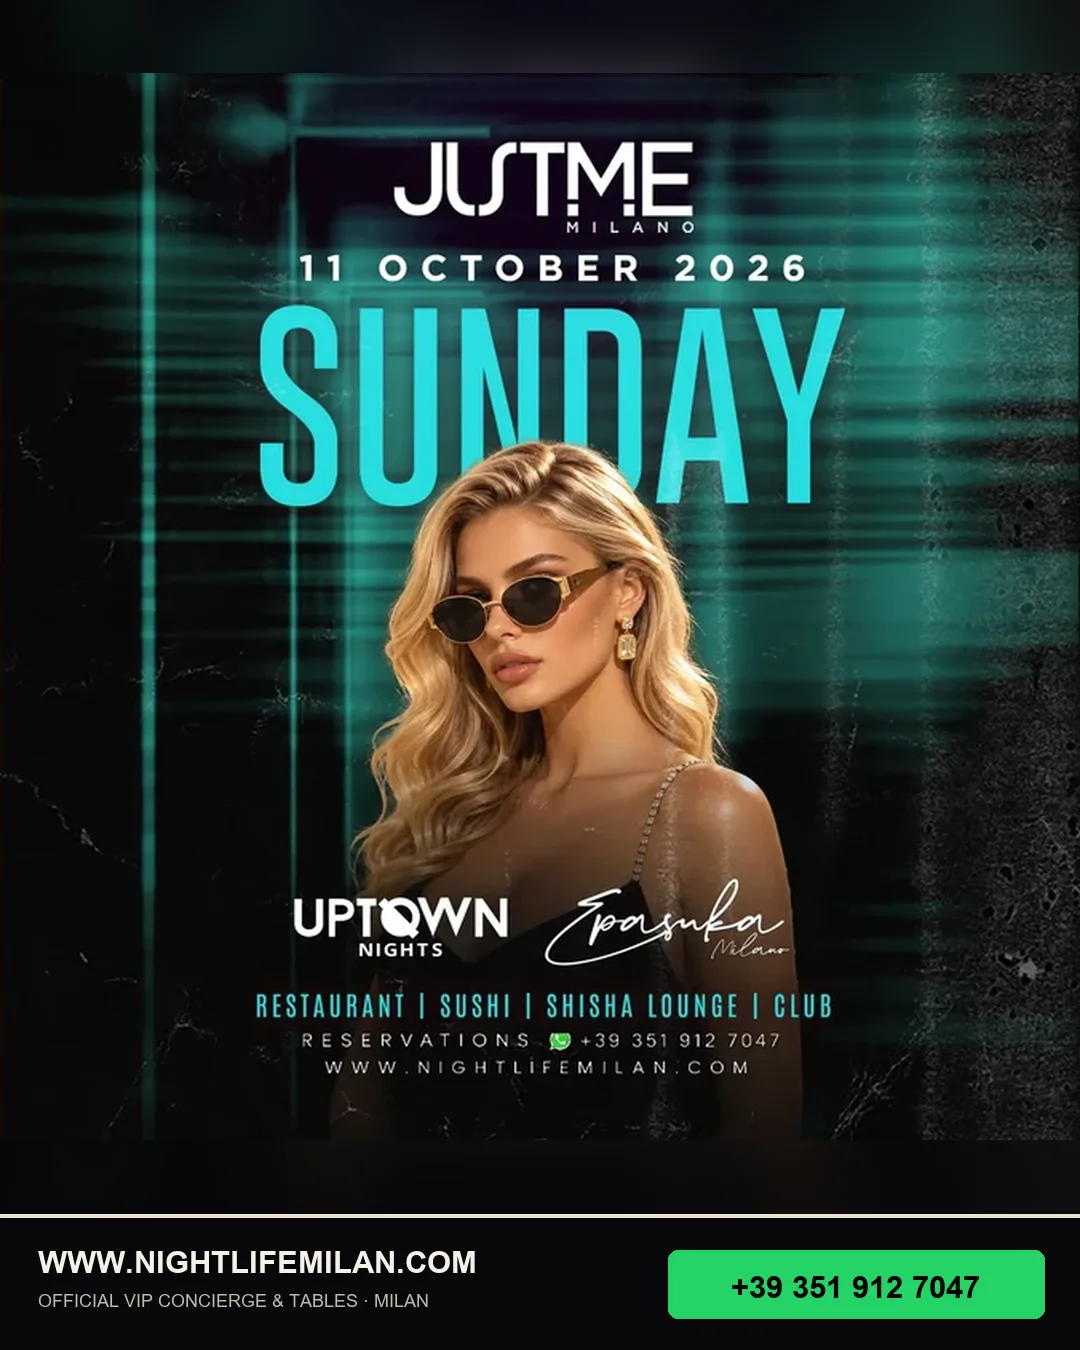 JUSTME
MILANO
11 OCTOBER 2026
SUNDAY
UPTOWN
NIGHTS
Epasuka
Milano
RESTAURANT | SUSHI | SHISHA LOUNGE | CLUB
RESERVATIONS +39 351 912 7047
WWW.NIGHTLIFEMILAN.COM
WWW.NIGHTLIFEMILAN.COM
OFFICIAL VIP CONCIERGE & TABLES · MILAN
+39 351 912 7047